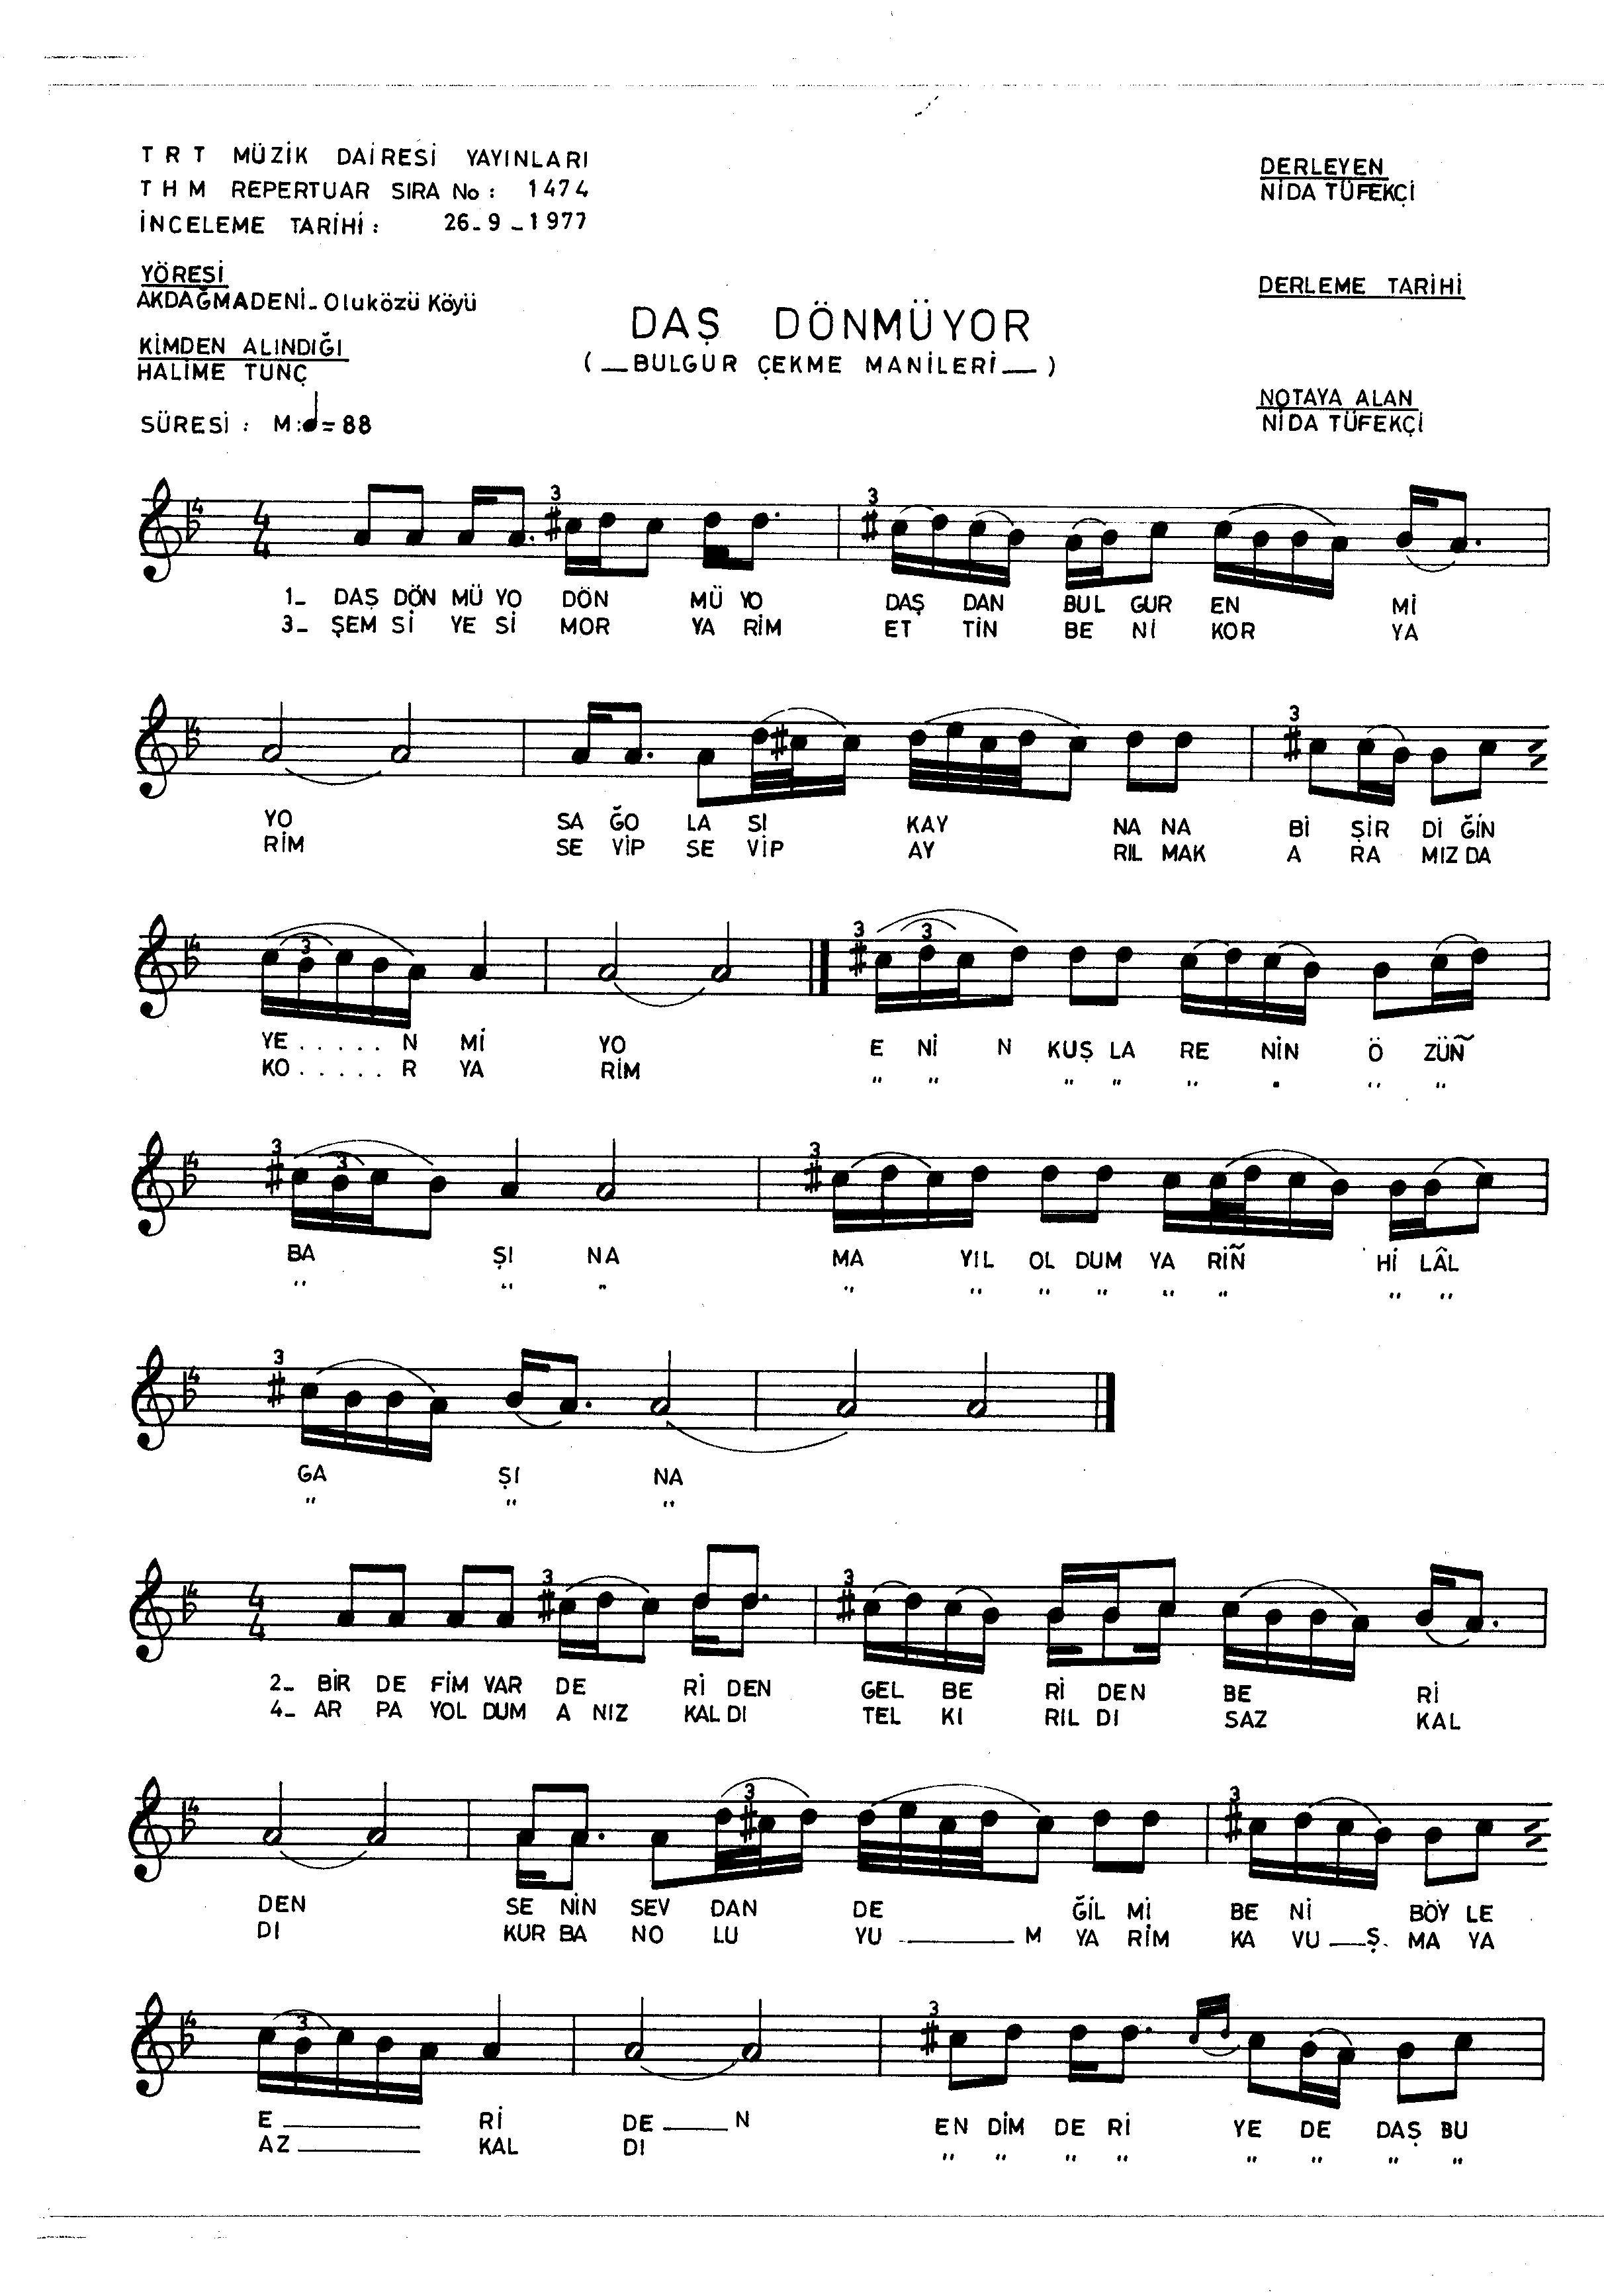 TRT MÜZİK DAİRESİ YAYINLARI
THM REPERTUAR SIRA No: 1474
İNCELEME TARİHİ: 26-9-1977
DERLEYEN
NİDA TÜFEKÇİ
YÖRESİ
AKDAĞMADENİ-Oluközü Köyü
DERLEME TARİHİ
DAŞ DÖNMÜYOR
(—BULGUR ÇEKME MANİLERİ—)
KİMDEN ALINDIĞI
HALİME TUNÇ
NOTAYA ALAN
NİDA TÜFEKÇİ
SÜRESİ: M:♩=88
1- DAŞ DÖN MÜ YO DÖN MÜ YO DAŞ DAN BUL GUR EN Mİ
3- ŞEM Sİ YE Sİ MOR YA RİM ET TİN BE Nİ KOR YA
YO SA ĞO LA SI KAY NA NA Bİ ŞİR Dİ ĞİN
RİM SE VİP SE VİP AY RIL MAK A RA MIZ DA
YE.....N Mİ YO E Nİ N KUŞ LA RE NİN Ö ZÜÑ
KO.....R YA RİM " " " " " " " "
BA ŞI NA MA YIL OL DUM YA RİÑ Hİ LÂL
" " " " " " " " " " "
GA ŞI NA
" " "
2- BİR DE FİM VAR DE Rİ DEN GEL BE Rİ DEN BE Rİ
4- AR PA YOL DUM A NIZ KAL DI TEL KI RIL DI SAZ KAL
DEN SE NİN SEV DAN DE ĞİL Mİ BE Nİ BÖY LE
DI KUR BA NO LU YU — M YA RİM KA VU — Ş MA YA
E — Rİ DE — N EN DİM DE Rİ YE DE DAŞ BU
AZ — KAL DI " " " " " " " "